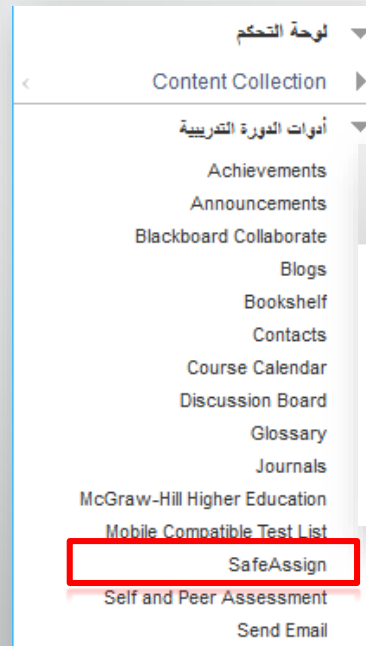 لوحة التحكم
Content Collection
أدوات الدورة التدريبية
Achievements
Announcements
Blackboard Collaborate
Blogs
Bookshelf
Contacts
Course Calendar
Discussion Board
Glossary
Journals
McGraw-Hill Higher Education
Mobile Compatible Test List
SafeAssign
Self and Peer Assessment
Send Email